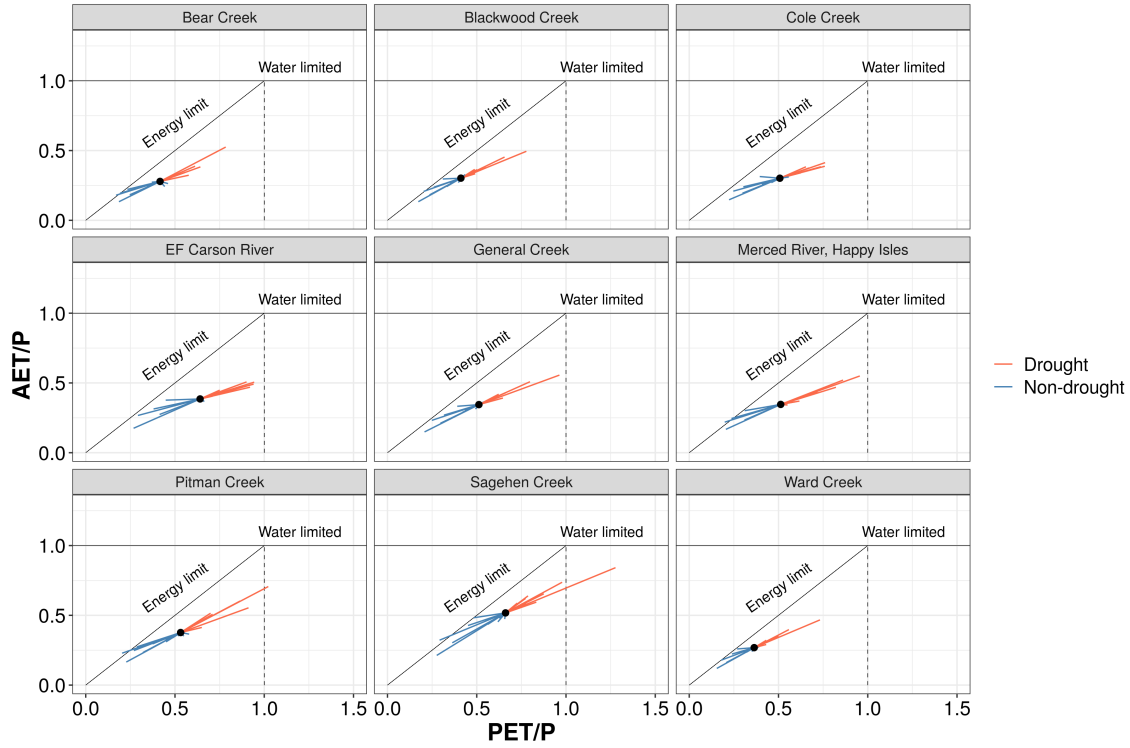 Bear Creek
Blackwood Creek
Cole Creek
Water limited
Water limited
Water limited
1.0
Energy limit
Energy limit
Energy limit
0.5
0.0
EF Carson River
General Creek
Merced River, Happy Isles
Water limited
Water limited
Water limited
1.0
Energy limit
Energy limit
Energy limit
0.5
0.0
AET/P
Drought
Non-drought
Pitman Creek
Sagehen Creek
Ward Creek
Water limited
Water limited
Water limited
1.0
Energy limit
Energy limit
Energy limit
0.5
0.0
0.0 0.5 1.0 1.5
0.0 0.5 1.0 1.5
0.0 0.5 1.0 1.5
PET/P